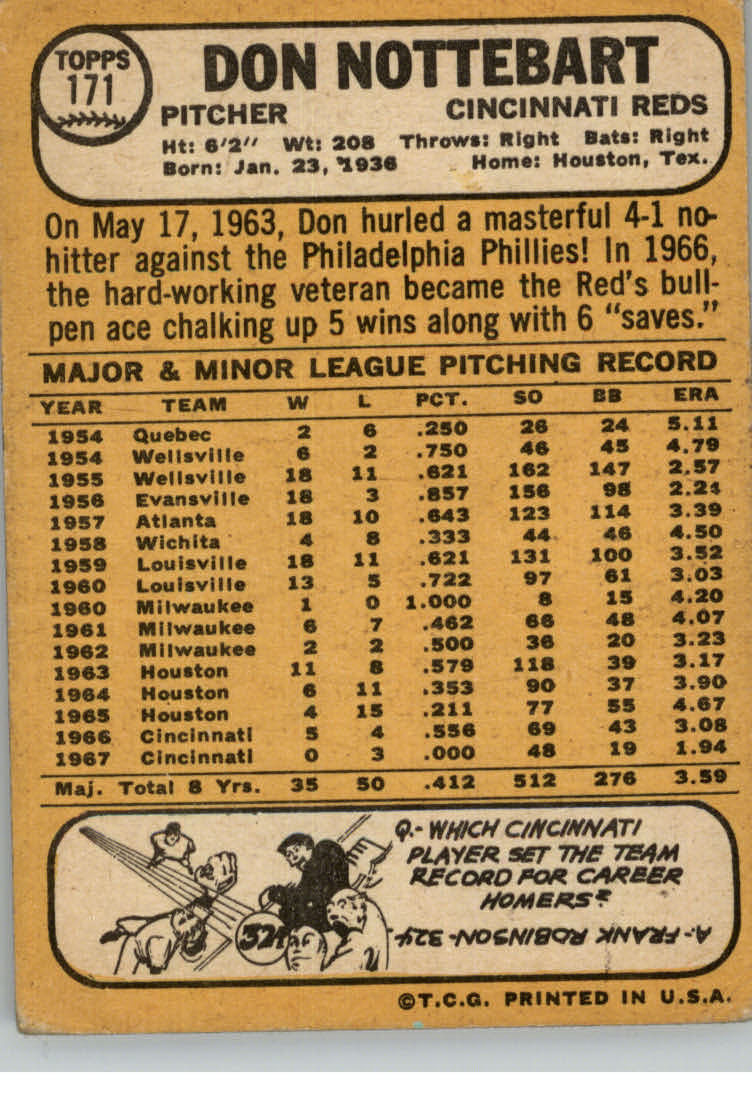 TOPPS
171
DON NOTTEBART
PITCHER CINCINNATI REDS
Ht: 6'2" Wt: 208 Throws: Right Bats: Right
Born: Jan. 23, 1936 Home: Houston, Tex.
On May 17, 1963, Don hurled a masterful 4-1 no-
hitter against the Philadelphia Phillies! In 1966,
the hard-working veteran became the Red's bull-
pen ace chalking up 5 wins along with 6 "saves."
MAJOR & MINOR LEAGUE PITCHING RECORD
YEAR TEAM W L PCT. SO BB ERA
1954 Quebec 2 6 .250 26 24 5.11
1954 Wellsville 6 2 .750 46 45 4.79
1955 Wellsville 18 11 .621 162 147 2.57
1956 Evansville 18 3 .857 156 98 2.24
1957 Atlanta 18 10 .643 123 114 3.39
1958 Wichita 4 8 .333 44 46 4.50
1959 Louisville 18 11 .621 131 100 3.52
1960 Louisville 13 5 .722 97 61 3.03
1960 Milwaukee 1 0 1.000 8 15 4.20
1961 Milwaukee 6 7 .462 66 48 4.07
1962 Milwaukee 2 2 .500 36 20 3.23
1963 Houston 11 8 .579 118 39 3.17
1964 Houston 6 11 .353 90 37 3.90
1965 Houston 4 15 .211 77 55 4.67
1966 Cincinnati 5 4 .556 69 43 3.08
1967 Cincinnati 0 3 .000 48 19 1.94
Maj. Total 8 Yrs. 35 50 .412 512 276 3.59
Q.- WHICH CINCINNATI
PLAYER SET THE TEAM
RECORD FOR CAREER
HOMERS?
A- FRANK ROBINSON- 324.
324
©T.C.G. PRINTED IN U.S.A.